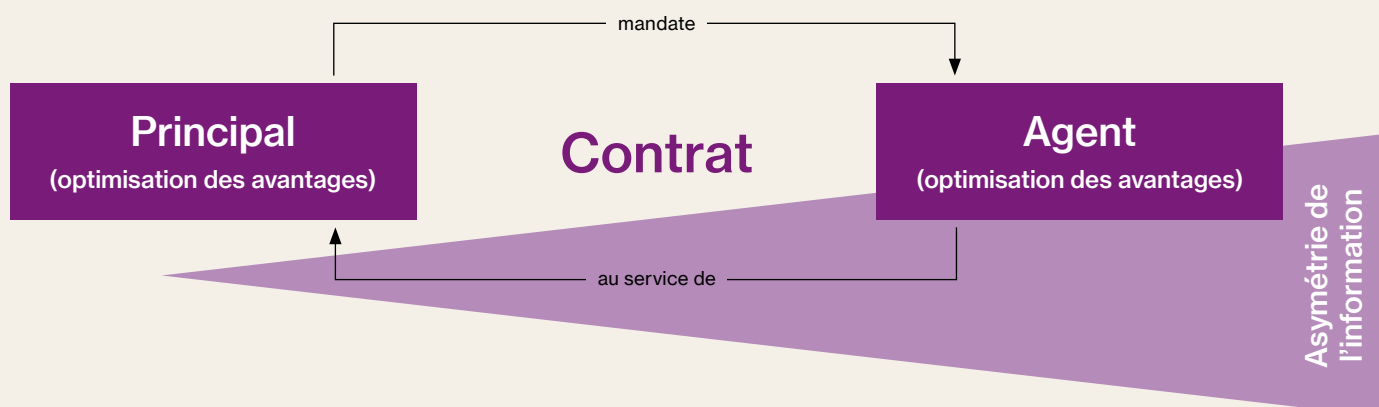 mandate
Principal
(optimisation des avantages)
Contrat
Agent
(optimisation des avantages)
au service de
Asymétrie de
l’information